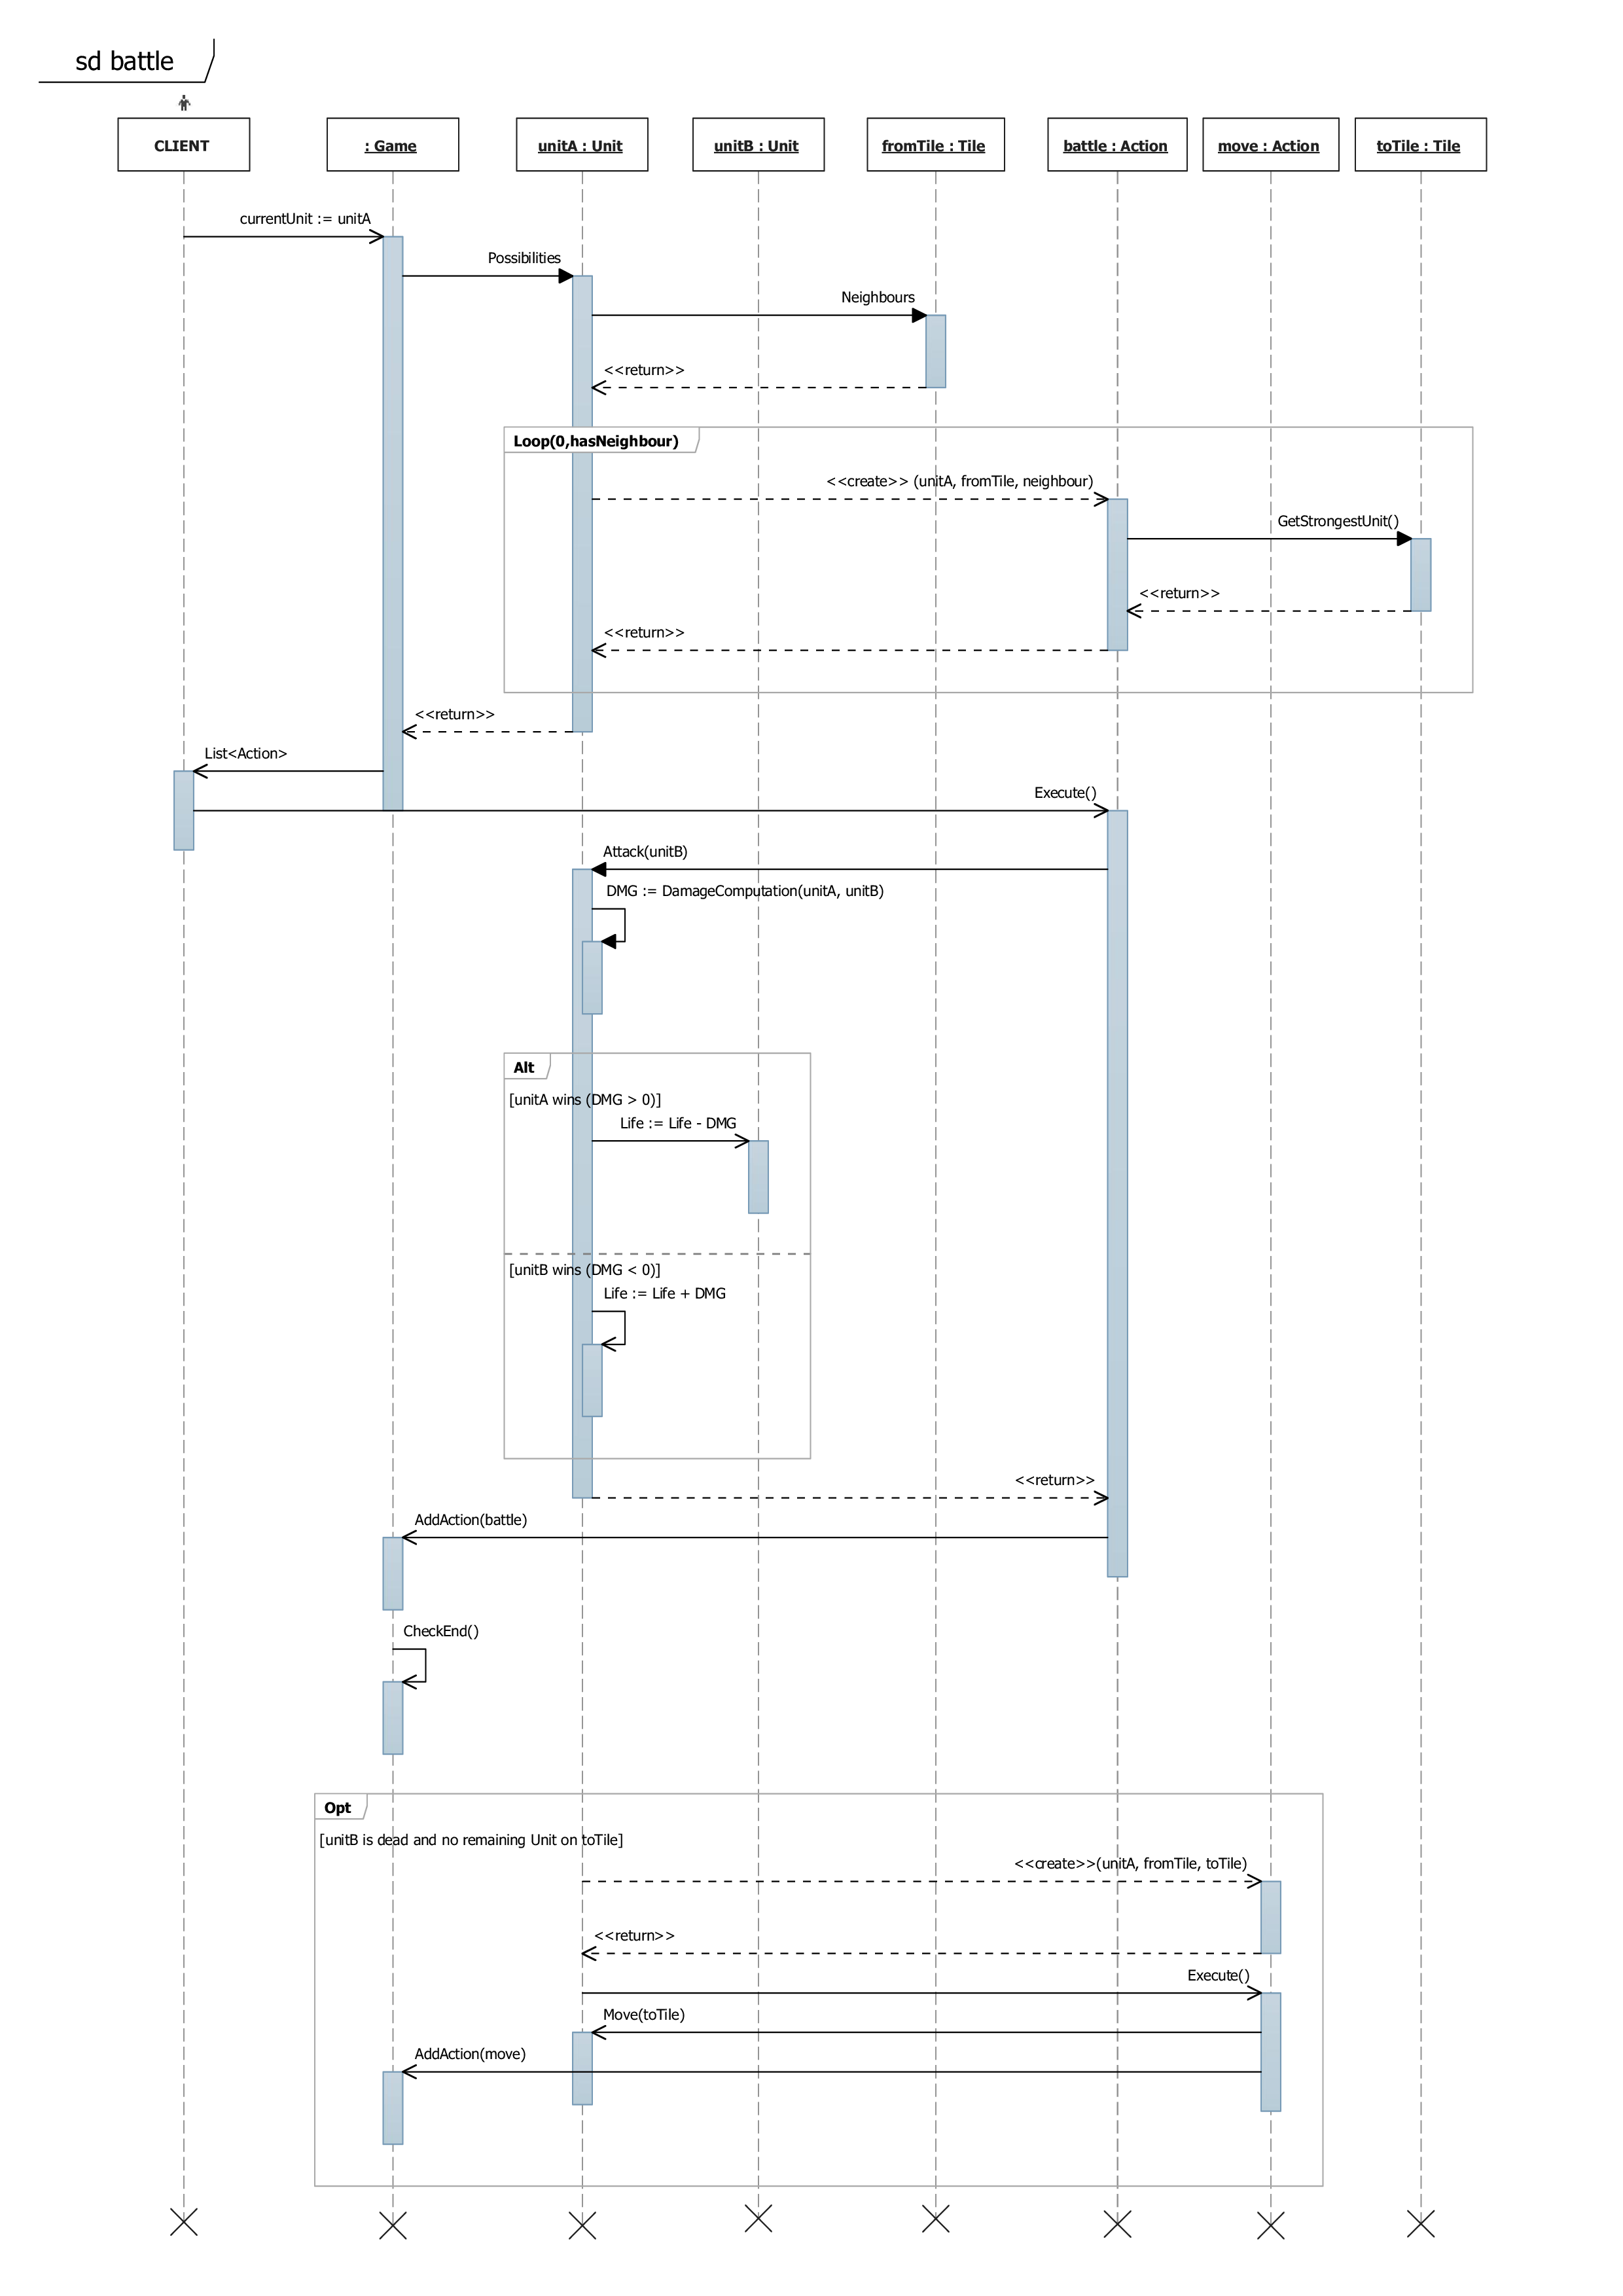 sd battle
CLIENT
: Game
unitA : Unit
unitB : Unit
fromTile : Tile
battle : Action
move : Action
toTile : Tile
currentUnit := unitA
Possibilities
Neighbours
<<return>>
Loop(0,hasNeighbour)
<<create>> (unitA, fromTile, neighbour)
GetStrongestUnit()
<<return>>
<<return>>
<<return>>
List<Action>
Execute()
Attack(unitB)
DMG := DamageComputation(unitA, unitB)
Alt
[unitA wins (DMG > 0)]
Life := Life - DMG
[unitB wins (DMG < 0)]
Life := Life + DMG
<<return>>
AddAction(battle)
CheckEnd()
Opt
[unitB is dead and no remaining Unit on toTile]
<<create>>(unitA, fromTile, toTile)
<<return>>
Execute()
Move(toTile)
AddAction(move)